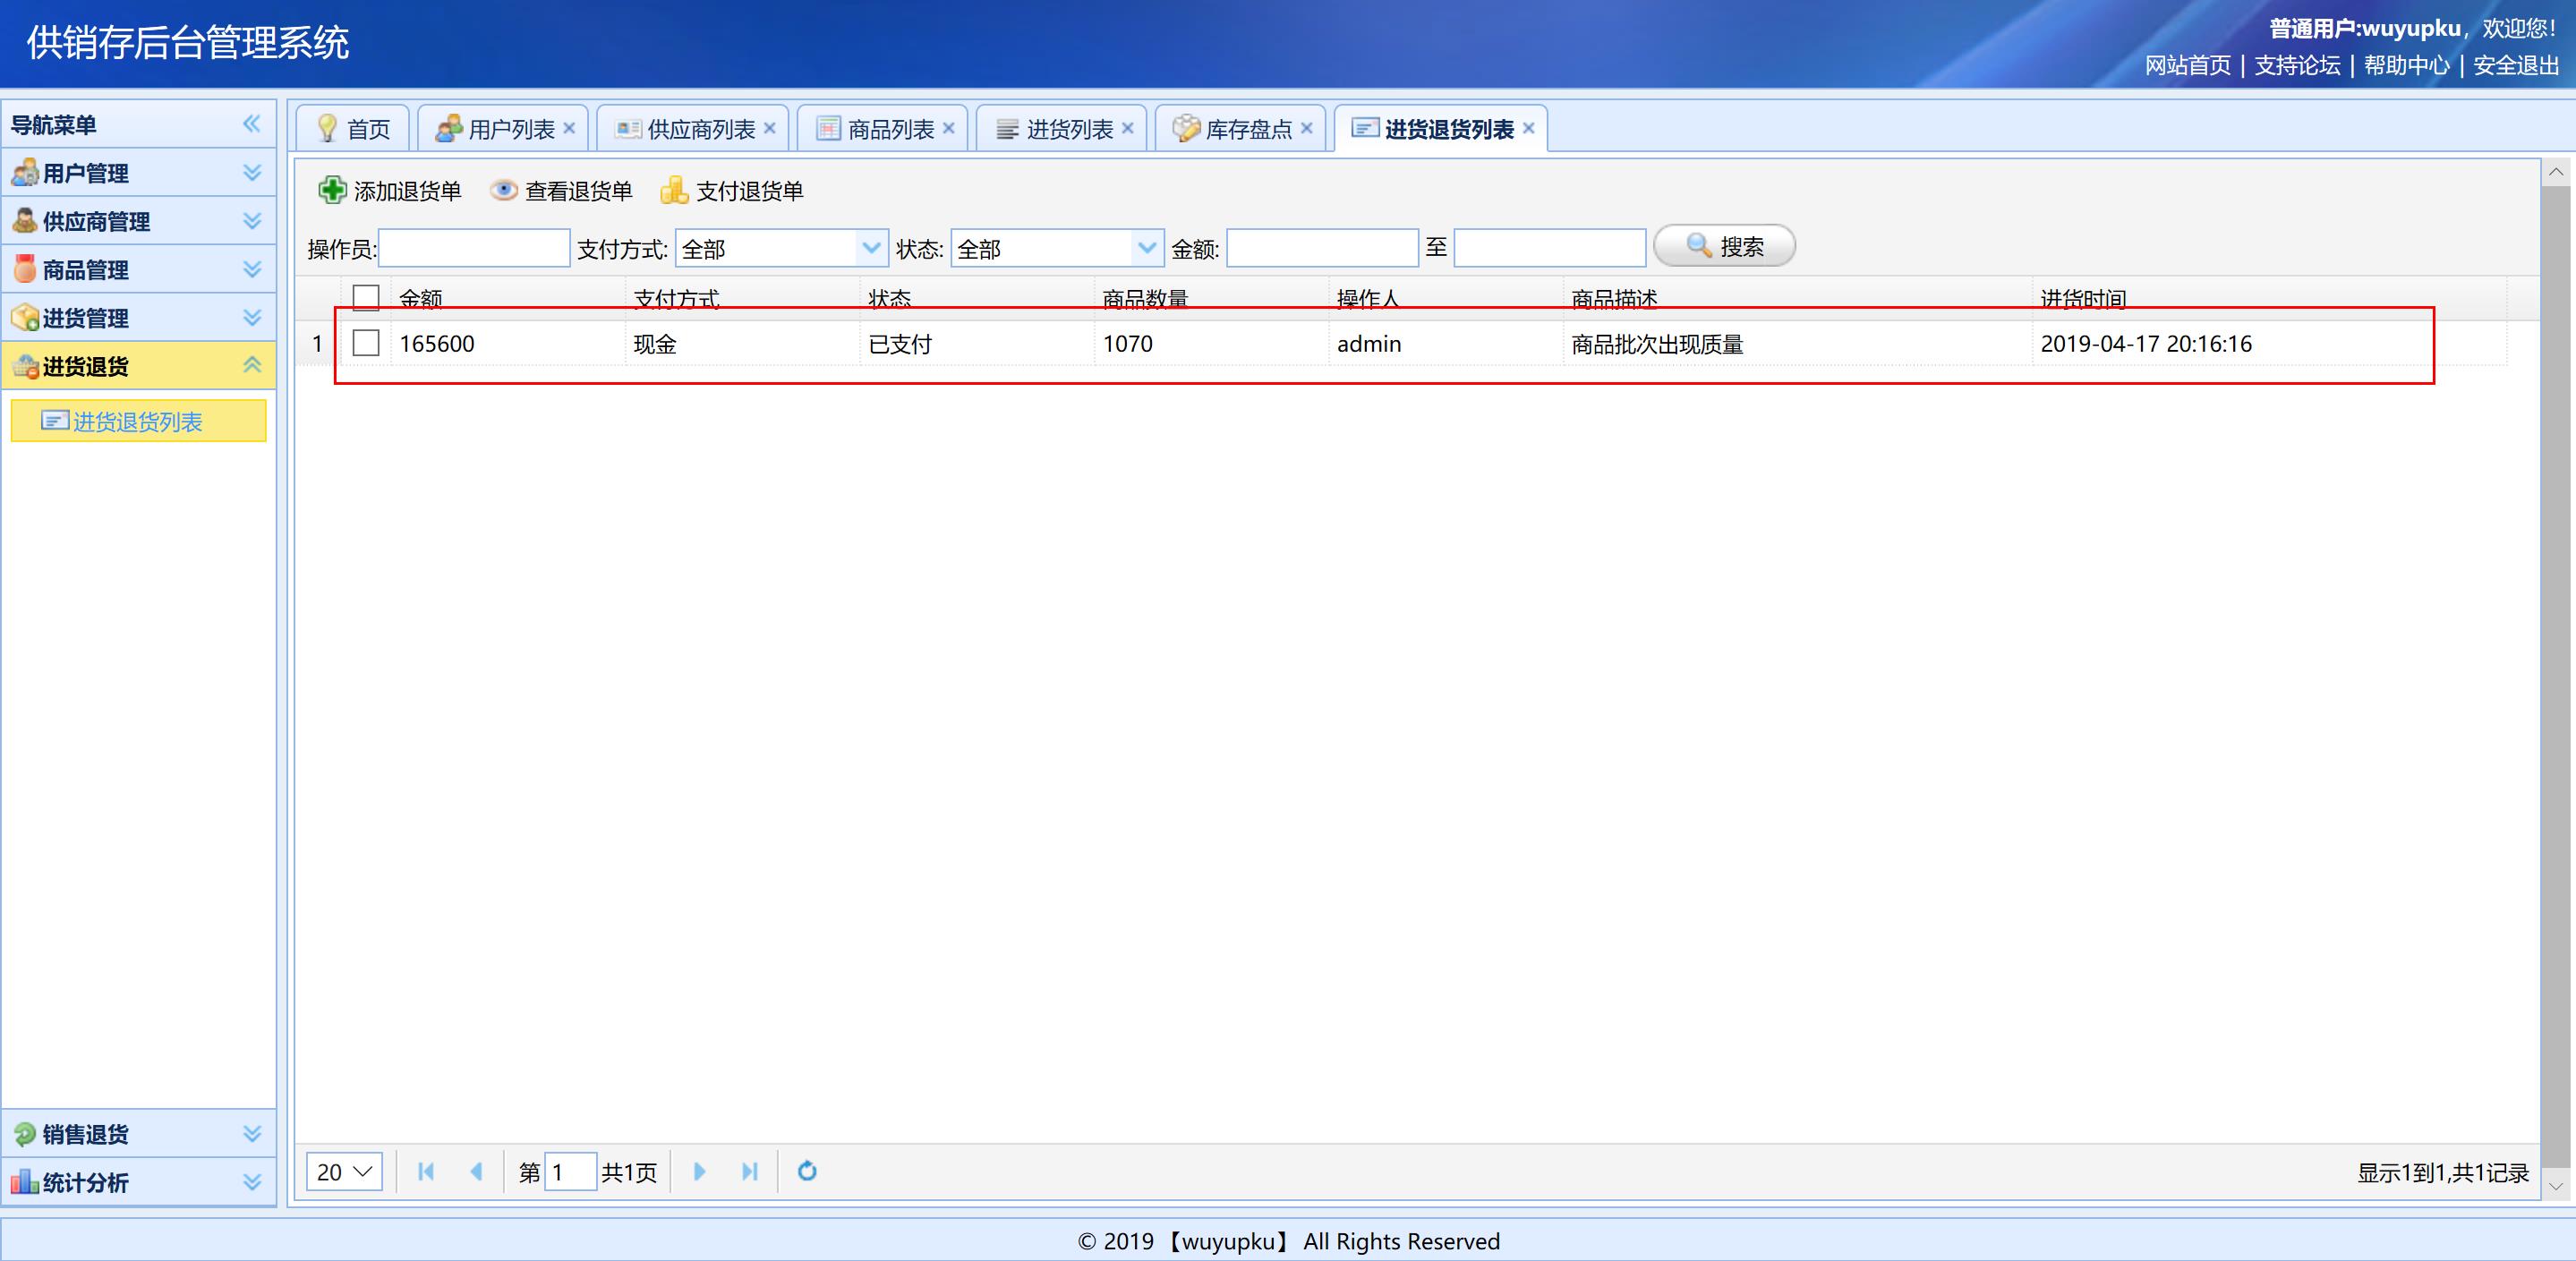 供销存后台管理系统
普通用户:wuyupku，欢迎您！
网站首页 | 支持论坛 | 帮助中心 | 安全退出
导航菜单
用户管理
供应商管理
商品管理
进货管理
进货退货
进货退货列表
销售退货
统计分析
首页 用户列表 供应商列表 商品列表 进货列表 库存盘点 进货退货列表
添加退货单 查看退货单 支付退货单
操作员: 支付方式: 全部 状态: 全部 金额: 至 搜索
金额 支付方式 状态 商品数量 操作人 商品描述 进货时间
1 165600 现金 已支付 1070 admin 商品批次出现质量 2019-04-17 20:16:16
20 第 1 共1页 显示1到1,共1记录
© 2019 【wuyupku】 All Rights Reserved